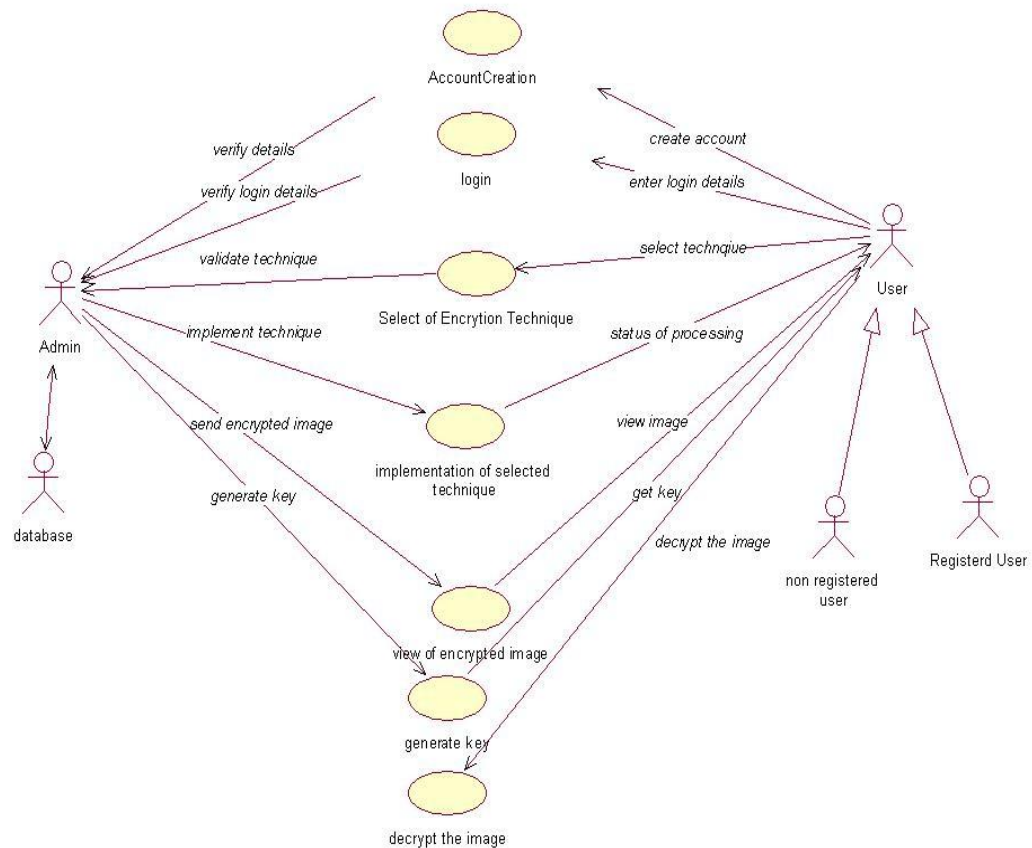 AccountCreation
create account
verify details
login
verify login details
enter login details
select technqiue
validate technique
User
Select of Encrytion Technique
Admin
implement technique
status of processing
send encrypted image
view image
implementation of selected
technique
generate key
get key
database
decrypt the image
Registerd User
non registered
user
view of encrypted image
generate key
decrypt the image